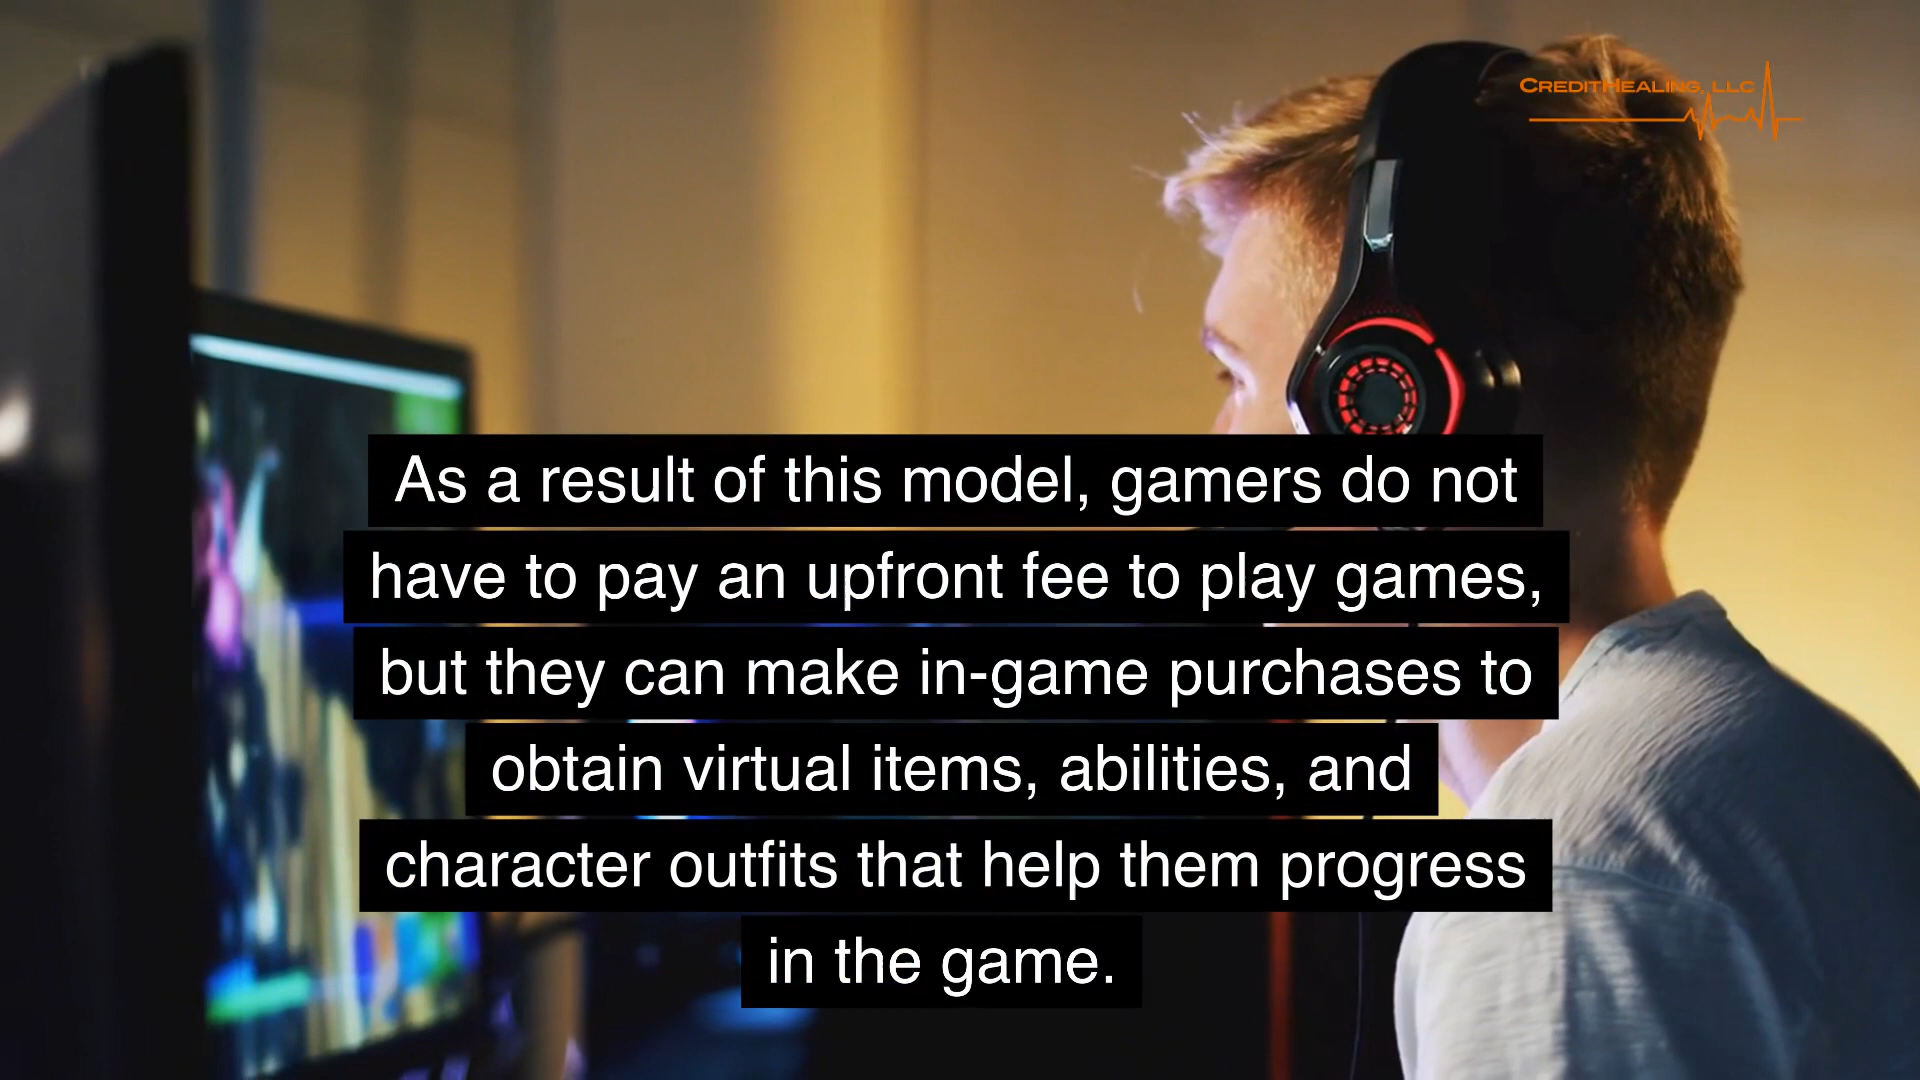 CREDITHEALING, LLC
As a result of this model, gamers do not
have to pay an upfront fee to play games,
but they can make in-game purchases to
obtain virtual items, abilities, and
character outfits that help them progress
in the game.